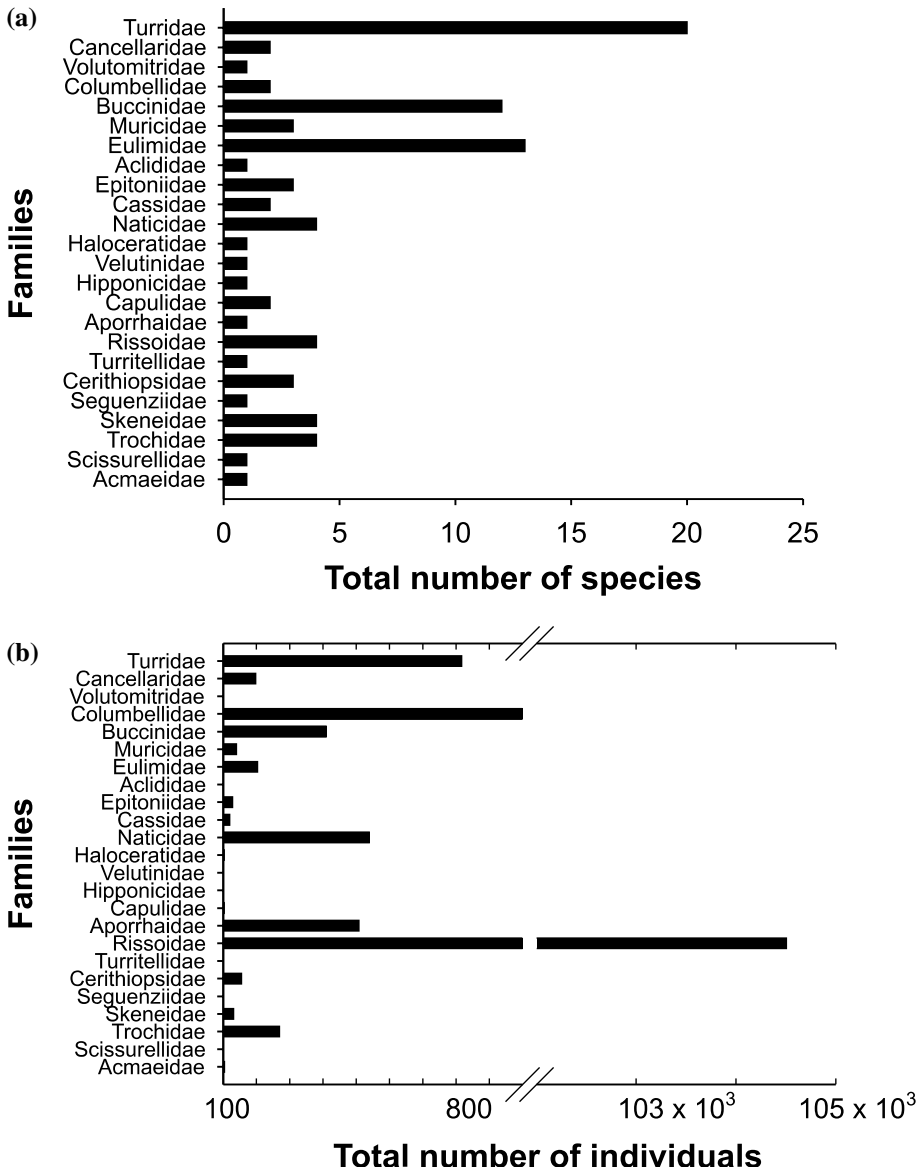 (a)
Turridae
Cancellaridae
Volutomitridae
Columbellidae
Buccinidae
Muricidae
Eulimidae
Aclididae
Epitoniidae
Cassidae
Naticidae
Haloceratidae
Velutinidae
Hipponicidae
Capulidae
Aporrhaidae
Rissoidae
Turritellidae
Cerithiopsidae
Seguenziidae
Skeneidae
Trochidae
Scissurellidae
Acmaeidae
Families
0 5 10 15 20 25
Total number of species
(b)
Turridae
Cancellaridae
Volutomitridae
Columbellidae
Buccinidae
Muricidae
Eulimidae
Aclididae
Epitoniidae
Cassidae
Naticidae
Haloceratidae
Velutinidae
Hipponicidae
Capulidae
Aporrhaidae
Rissoidae
Turritellidae
Cerithiopsidae
Seguenziidae
Skeneidae
Trochidae
Scissurellidae
Acmaeidae
Families
100 800 103 x 10³ 105 x 10³
Total number of individuals